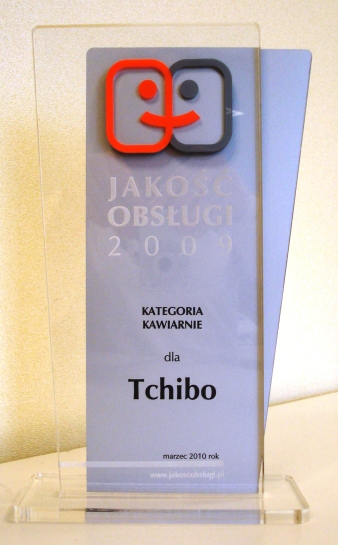 JAKOŚĆ
OBSŁUGI
2009
KATEGORIA
KAWIARNIE
dla
Tchibo
marzec 2010 rok
www.jakoscobslugi.pl